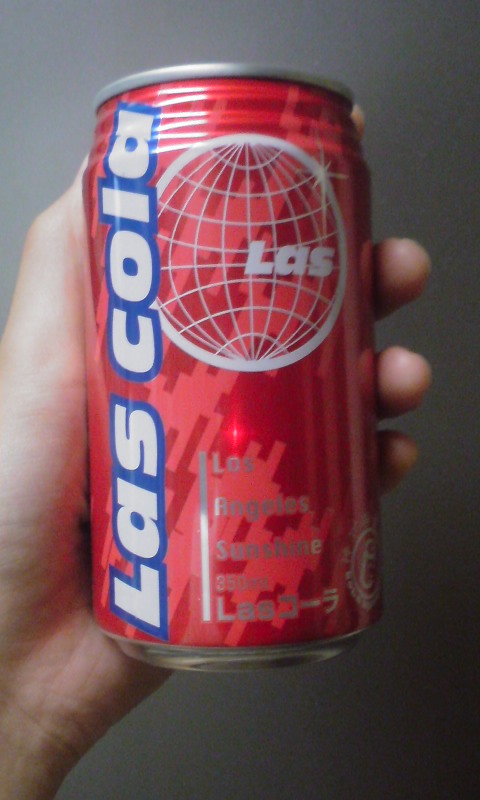 Las cola
Las
Los
Angeles
Sunshine
350ml
Lasコーラ